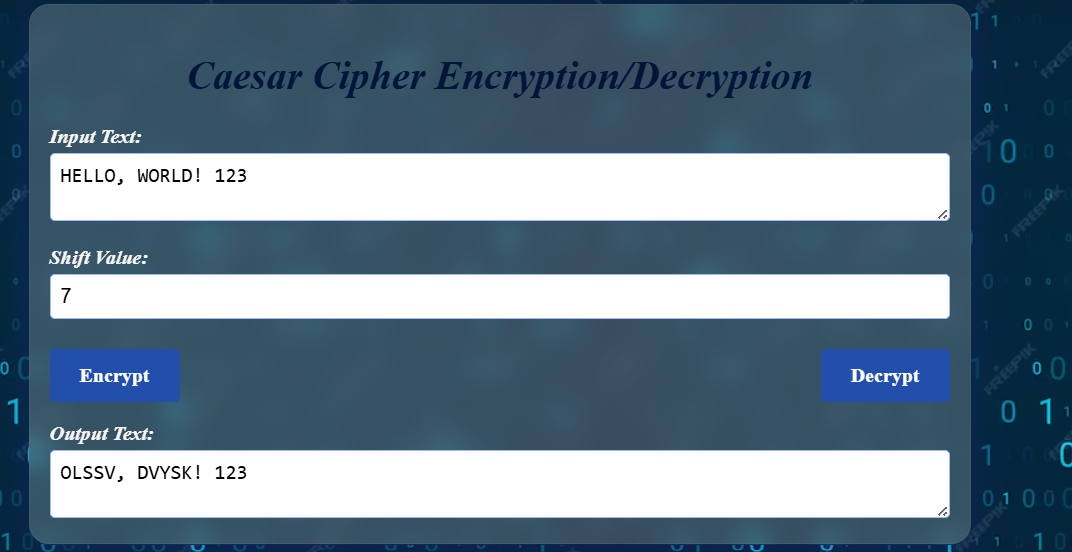 Caesar Cipher Encryption/Decryption
Input Text:
HELLO, WORLD! 123
Shift Value:
7
Encrypt Decrypt
Output Text:
OLSSV, DVYSK! 123
FREEPIK